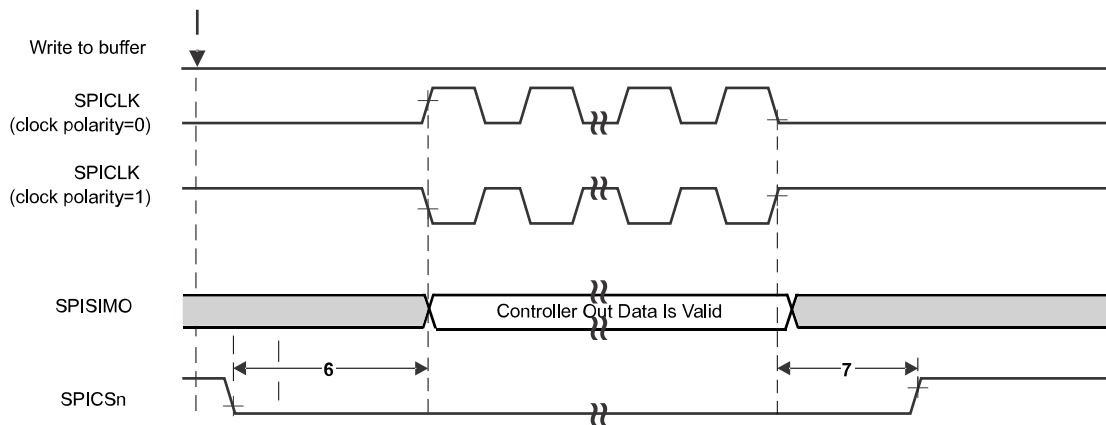 Write to buffer
SPICLK
(clock polarity=0)
SPICLK
(clock polarity=1)
SPISIMO
Controller Out Data Is Valid
6
7
SPICSn